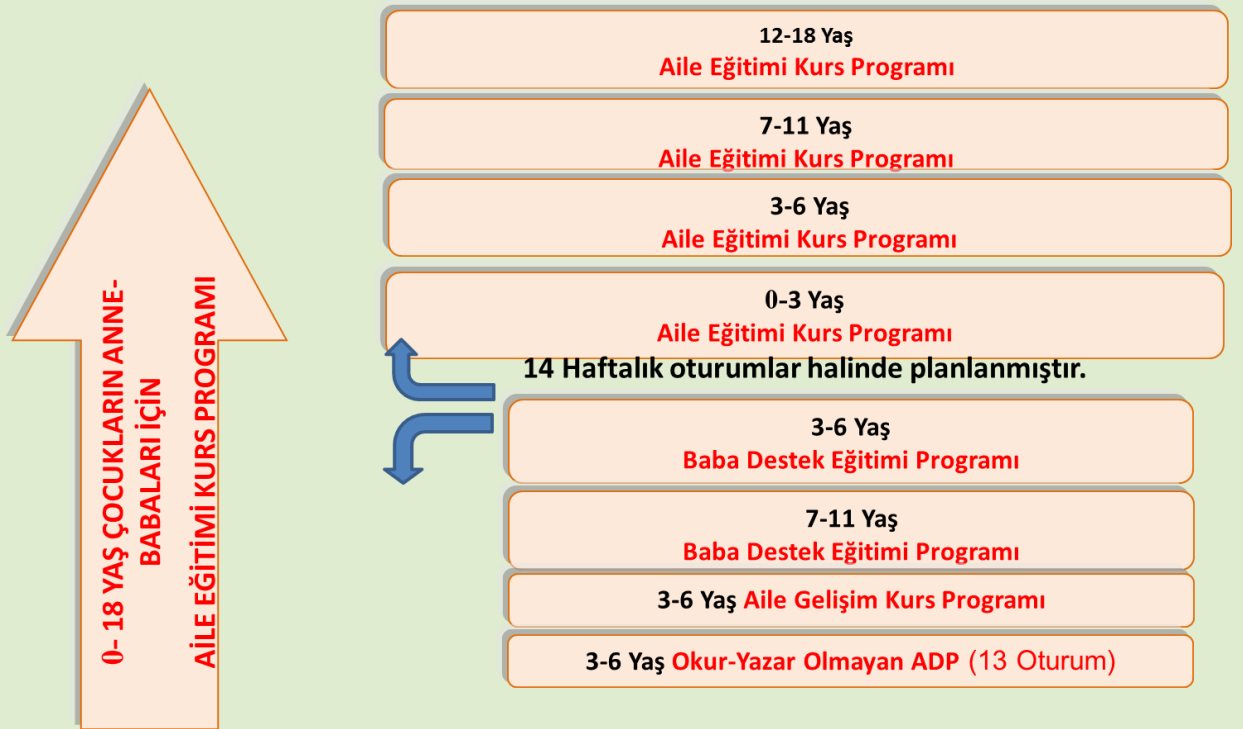 12-18 Yaş
Aile Eğitimi Kurs Programı
7-11 Yaş
Aile Eğitimi Kurs Programı
3-6 Yaş
Aile Eğitimi Kurs Programı
0-3 Yaş
Aile Eğitimi Kurs Programı
14 Haftalık oturumlar halinde planlanmıştır.
3-6 Yaş
Baba Destek Eğitimi Programı
7-11 Yaş
Baba Destek Eğitimi Programı
3-6 Yaş Aile Gelişim Kurs Programı
3-6 Yaş Okur-Yazar Olmayan ADP (13 Oturum)
0- 18 YAŞ ÇOCUKLARIN ANNE-
BABALARI İÇİN
AİLE EĞİTİMİ KURS PROGRAMI